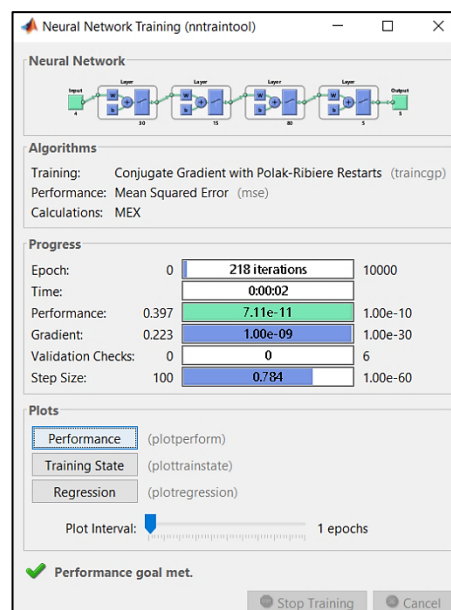 Neural Network Training (nntraintool)
Neural Network
Layer Layer Layer Layer
Input Output
W W W W
b b b b
4 30 15 80 5 5
Algorithms
Training: Conjugate Gradient with Polak-Ribiere Restarts (traincgp)
Performance: Mean Squared Error (mse)
Calculations: MEX
Progress
Epoch: 0 218 iterations 10000
Time: 0:00:02
Performance: 0.397 7.11e-11 1.00e-10
Gradient: 0.223 1.00e-09 1.00e-30
Validation Checks: 0 0 6
Step Size: 100 0.784 1.00e-60
Plots
Performance (plotperform)
Training State (plottrainstate)
Regression (plotregression)
Plot Interval: 1 epochs
Performance goal met.
Stop Training Cancel